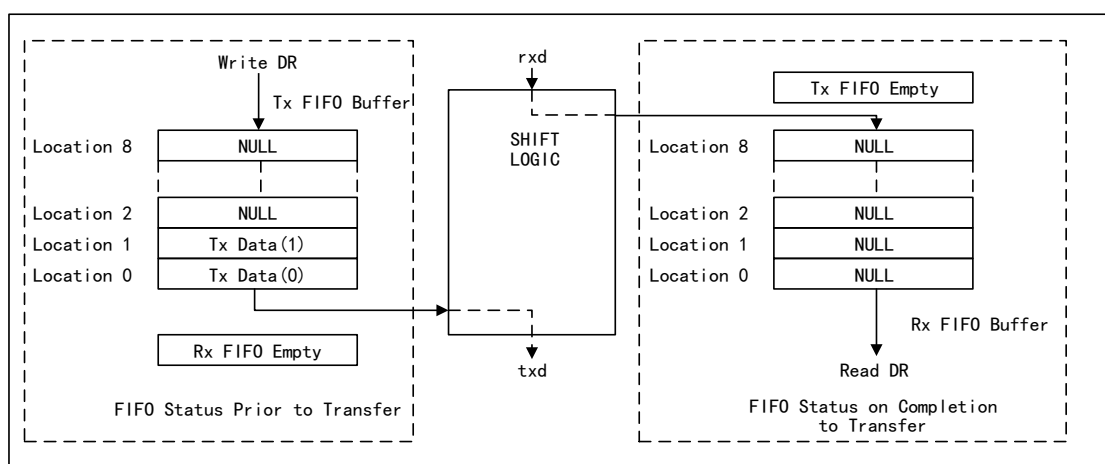 Write DR
Tx FIFO Buffer
Location 8
NULL
Location 2
NULL
Location 1
Tx Data(1)
Location 0
Tx Data(0)
Rx FIFO Empty
FIFO Status Prior to Transfer
rxd
SHIFT
LOGIC
txd
Tx FIFO Empty
Location 8
NULL
Location 2
NULL
Location 1
NULL
Location 0
NULL
Rx FIFO Buffer
Read DR
FIFO Status on Completion
to Transfer